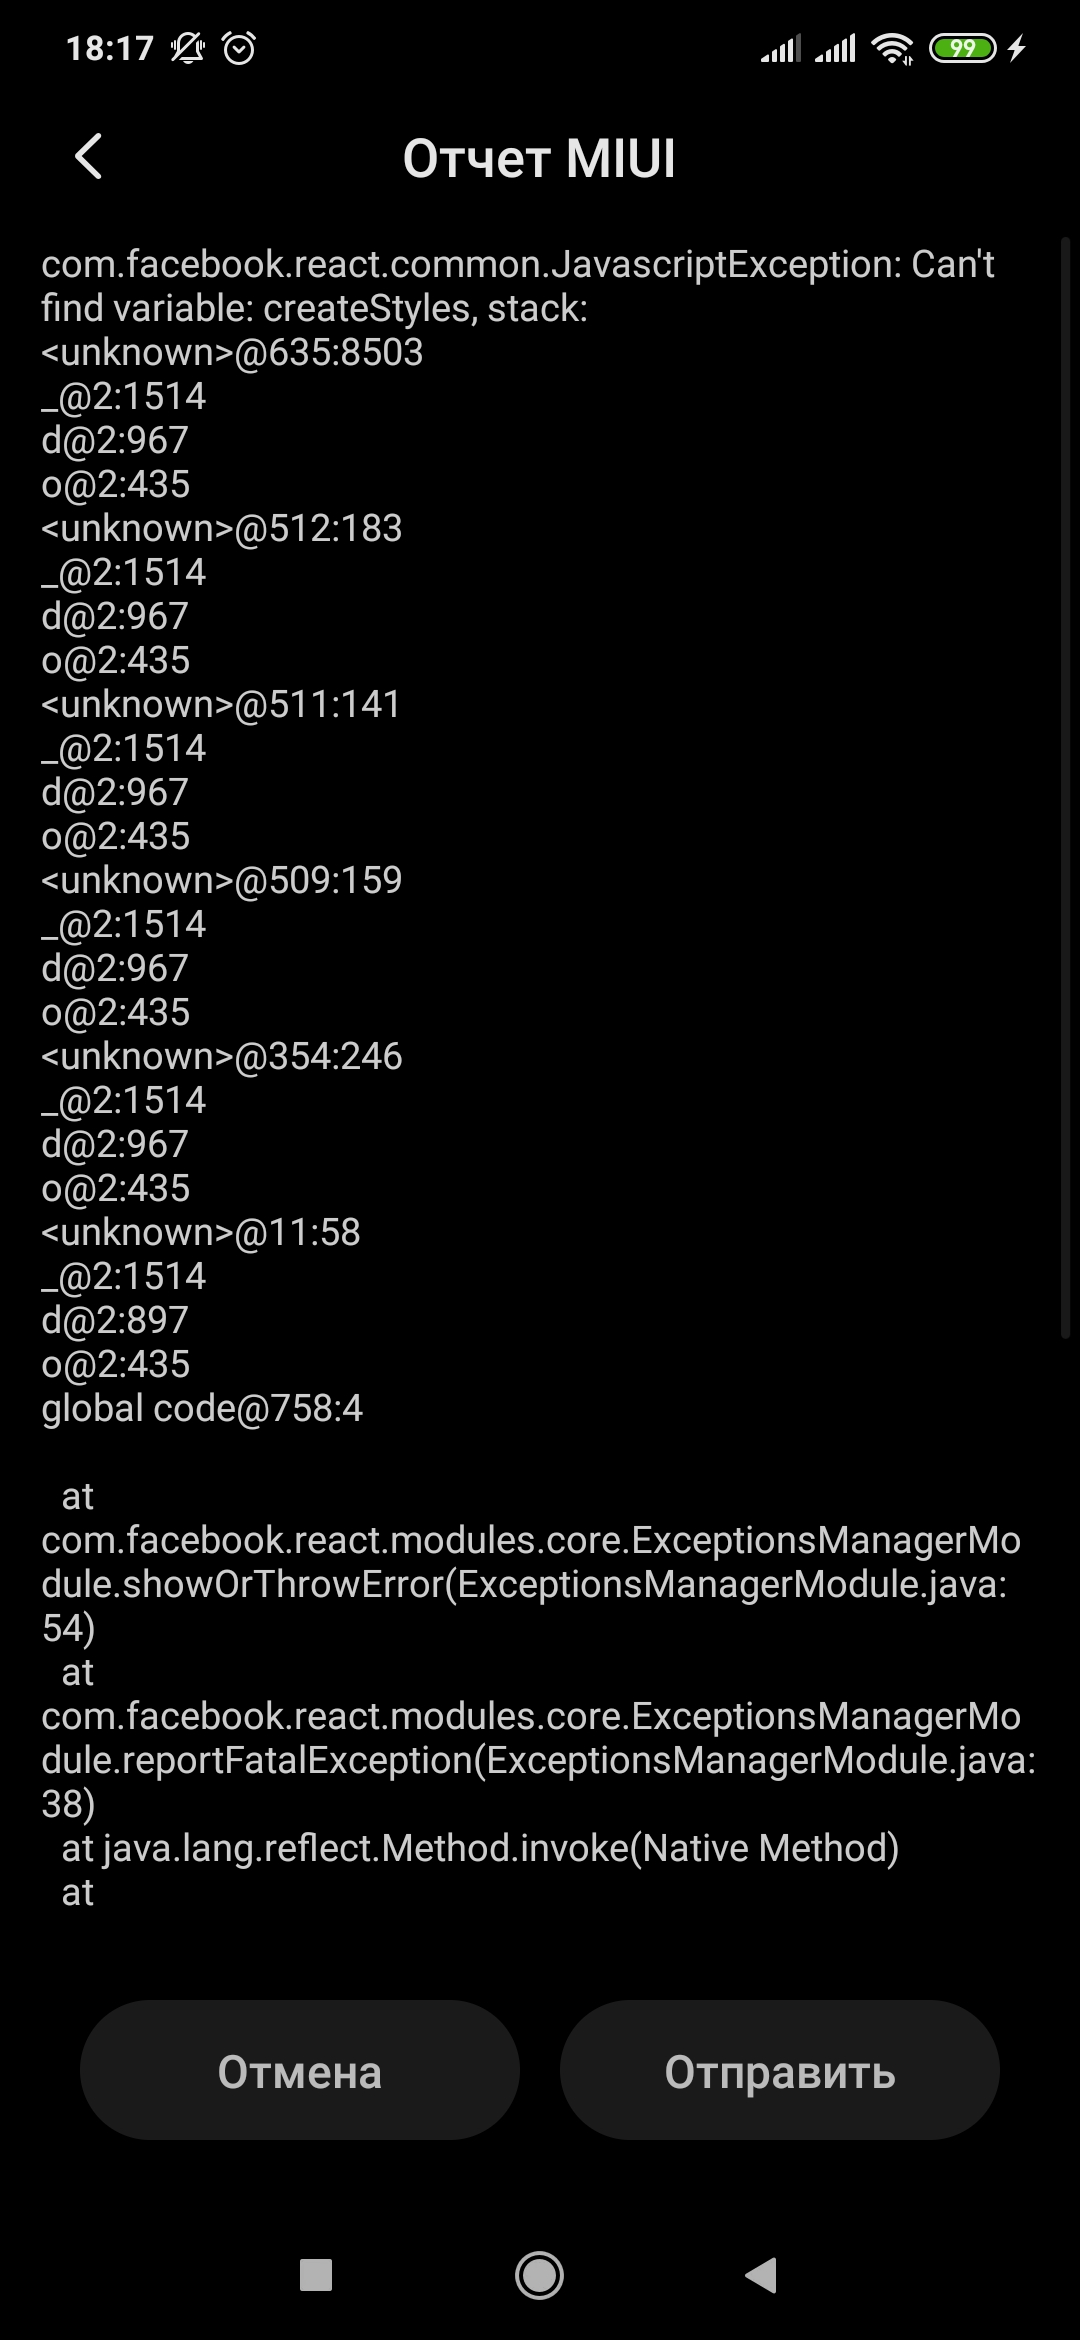 18:17
99
Отчет MIUI
com.facebook.react.common.JavascriptException: Can't
find variable: createStyles, stack:
<unknown>@635:8503
_@2:1514
d@2:967
o@2:435
<unknown>@512:183
_@2:1514
d@2:967
o@2:435
<unknown>@511:141
_@2:1514
d@2:967
o@2:435
<unknown>@509:159
_@2:1514
d@2:967
o@2:435
<unknown>@354:246
_@2:1514
d@2:967
o@2:435
<unknown>@11:58
_@2:1514
d@2:897
o@2:435
global code@758:4
at
com.facebook.react.modules.core.ExceptionsManagerMo
dule.showOrThrowError(ExceptionsManagerModule.java:
54)
at
com.facebook.react.modules.core.ExceptionsManagerMo
dule.reportFatalException(ExceptionsManagerModule.java:
38)
at java.lang.reflect.Method.invoke(Native Method)
at
Отмена
Отправить